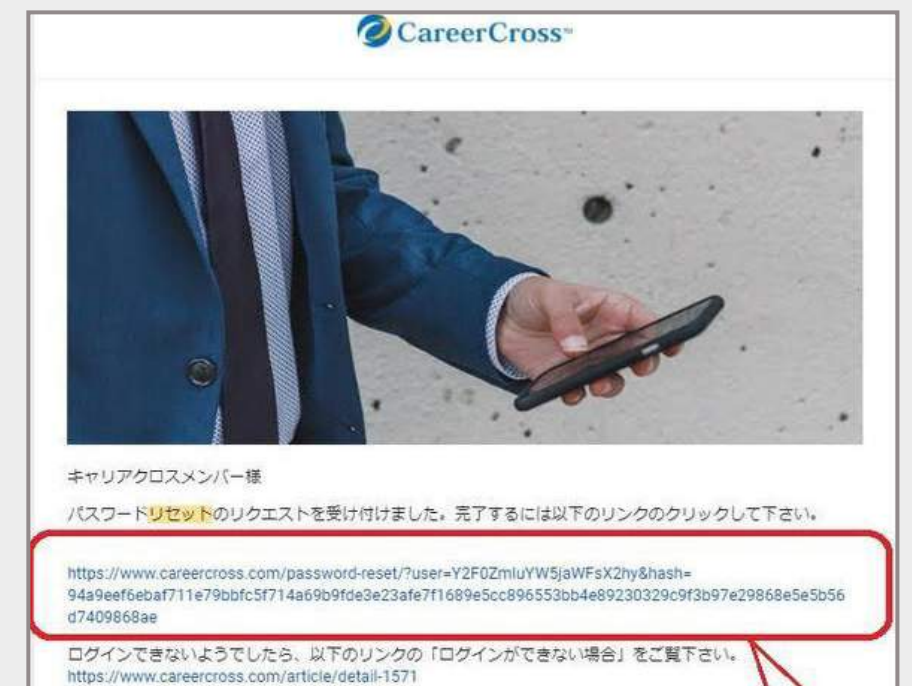 CareerCross™
キャリアクロスメンバー様
パスワードリセットのリクエストを受け付けました。完了するには以下のリンクのクリックして下さい。
https://www.careercross.com/password-reset/?user=Y2F0ZmluYW5jaWFsX2hy&hash=
94a9eef6ebaf711e79bbfc5f714a69b9fde3e23afe7f1689e5cc896553bb4e89230329c9f3b97e29868e5e5b56
d7409868ae
ログインできないようでしたら、以下のリンクの「ログインができない場合」をご覧下さい。
https://www.careercross.com/article/detail-1571